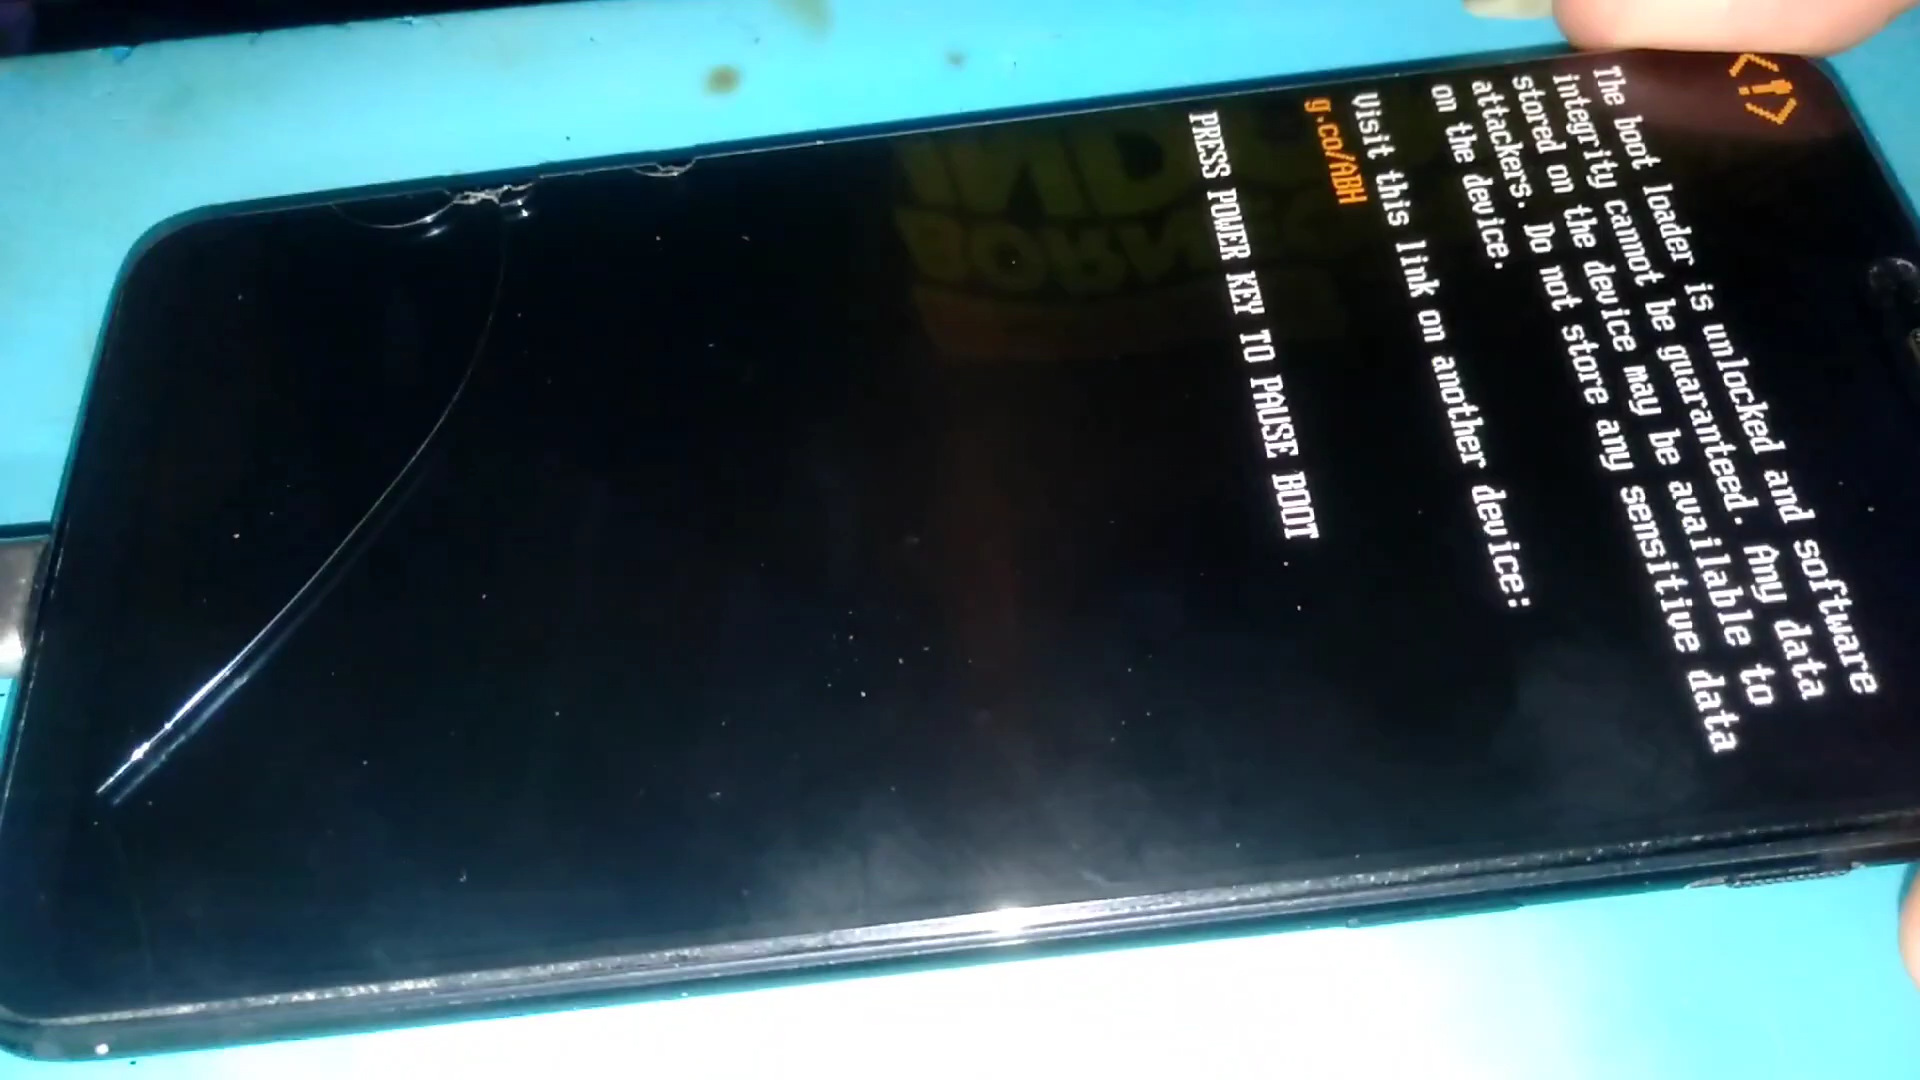 <!>
The boot loader is unlocked and software
integrity cannot be guaranteed. Any data
stored on the device may be available to
attackers. Do not store any sensitive data
on the device.
Visit this link on another device:
g.co/ABH
PRESS POWER KEY TO PAUSE BOOT